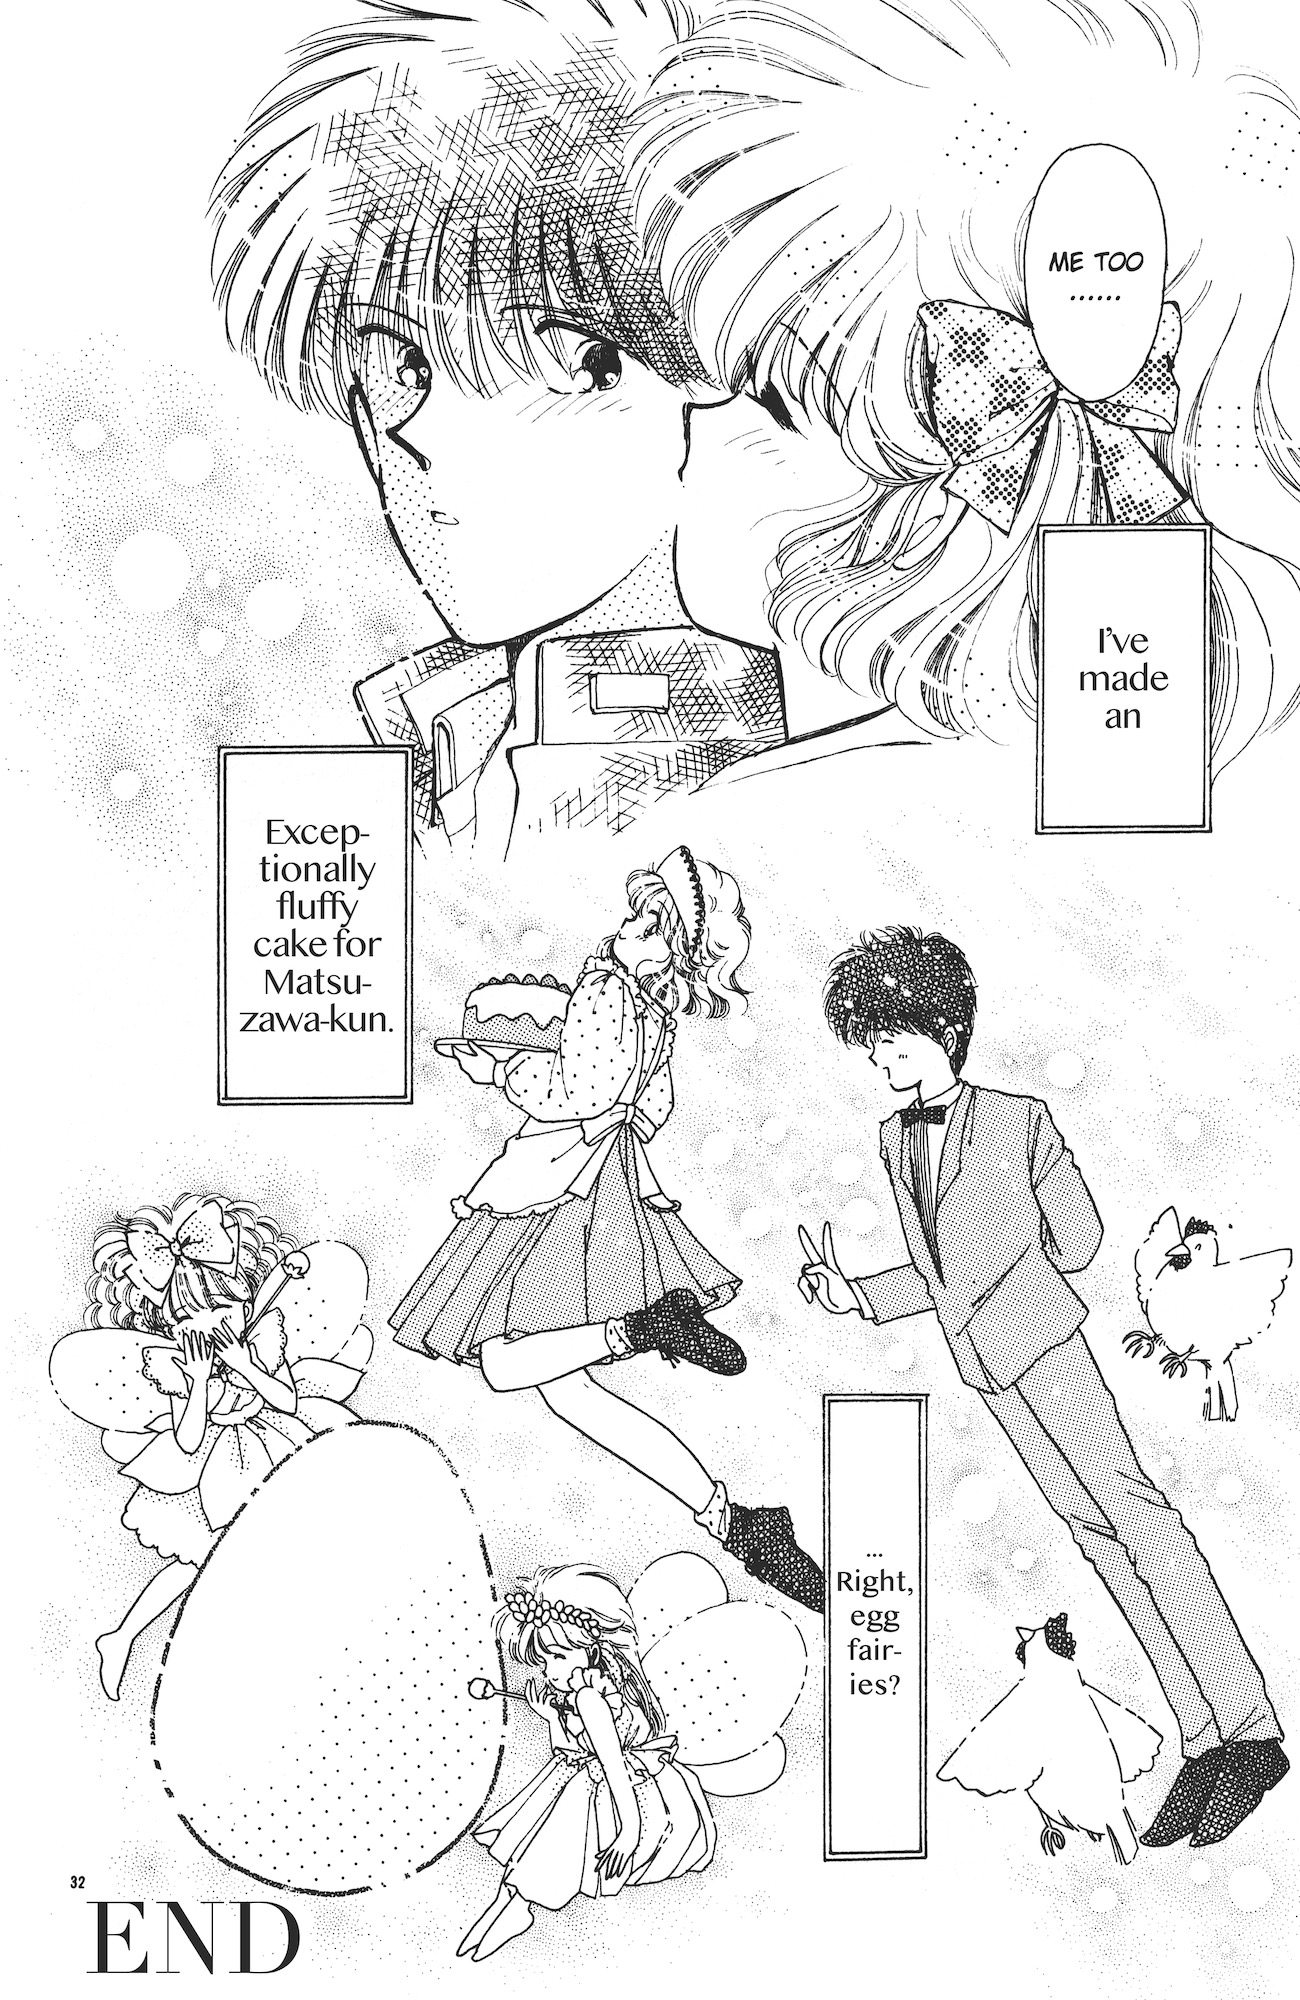 ME TOO
......
I've
made
an
Excep-
tionally
fluffy
cake for
Matsu-
zawa-kun.
...
Right,
egg
fair-
ies?
32
END